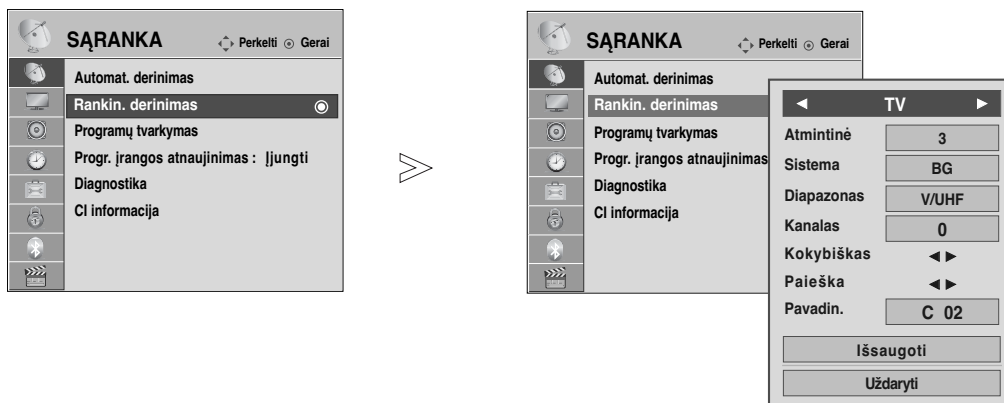 SĄRANKA Perkelti Gerai
Automat. derinimas
Rankin. derinimas
Programų tvarkymas
Progr. įrangos atnaujinimas : Įjungti
Diagnostika
CI informacija
SĄRANKA Perkelti Gerai
Automat. derinimas
Rankin. derinimas
Programų tvarkymas
Progr. įrangos atnaujinimas
Diagnostika
CI informacija
◄ TV ►
Atmintinė 3
Sistema BG
Diapazonas V/UHF
Kanalas 0
Kokybiškas ◄ ►
Paieška ◄ ►
Pavadin. C 02
Išsaugoti
Uždaryti